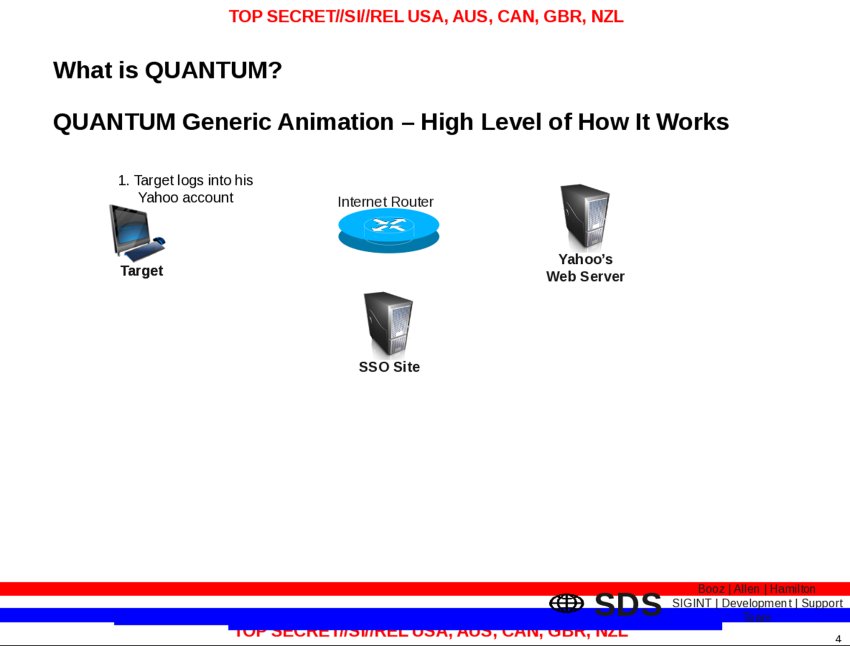 TOP SECRET//SI//REL USA, AUS, CAN, GBR, NZL
What is QUANTUM?
QUANTUM Generic Animation – High Level of How It Works
1. Target logs into his
Yahoo account
Internet Router
Target
Yahoo's
Web Server
SSO Site
Booz | Allen | Hamilton
SDS
SIGINT | Development | Support
TOP SECRET//SI//REL USA, AUS, CAN, GBR, NZL
4